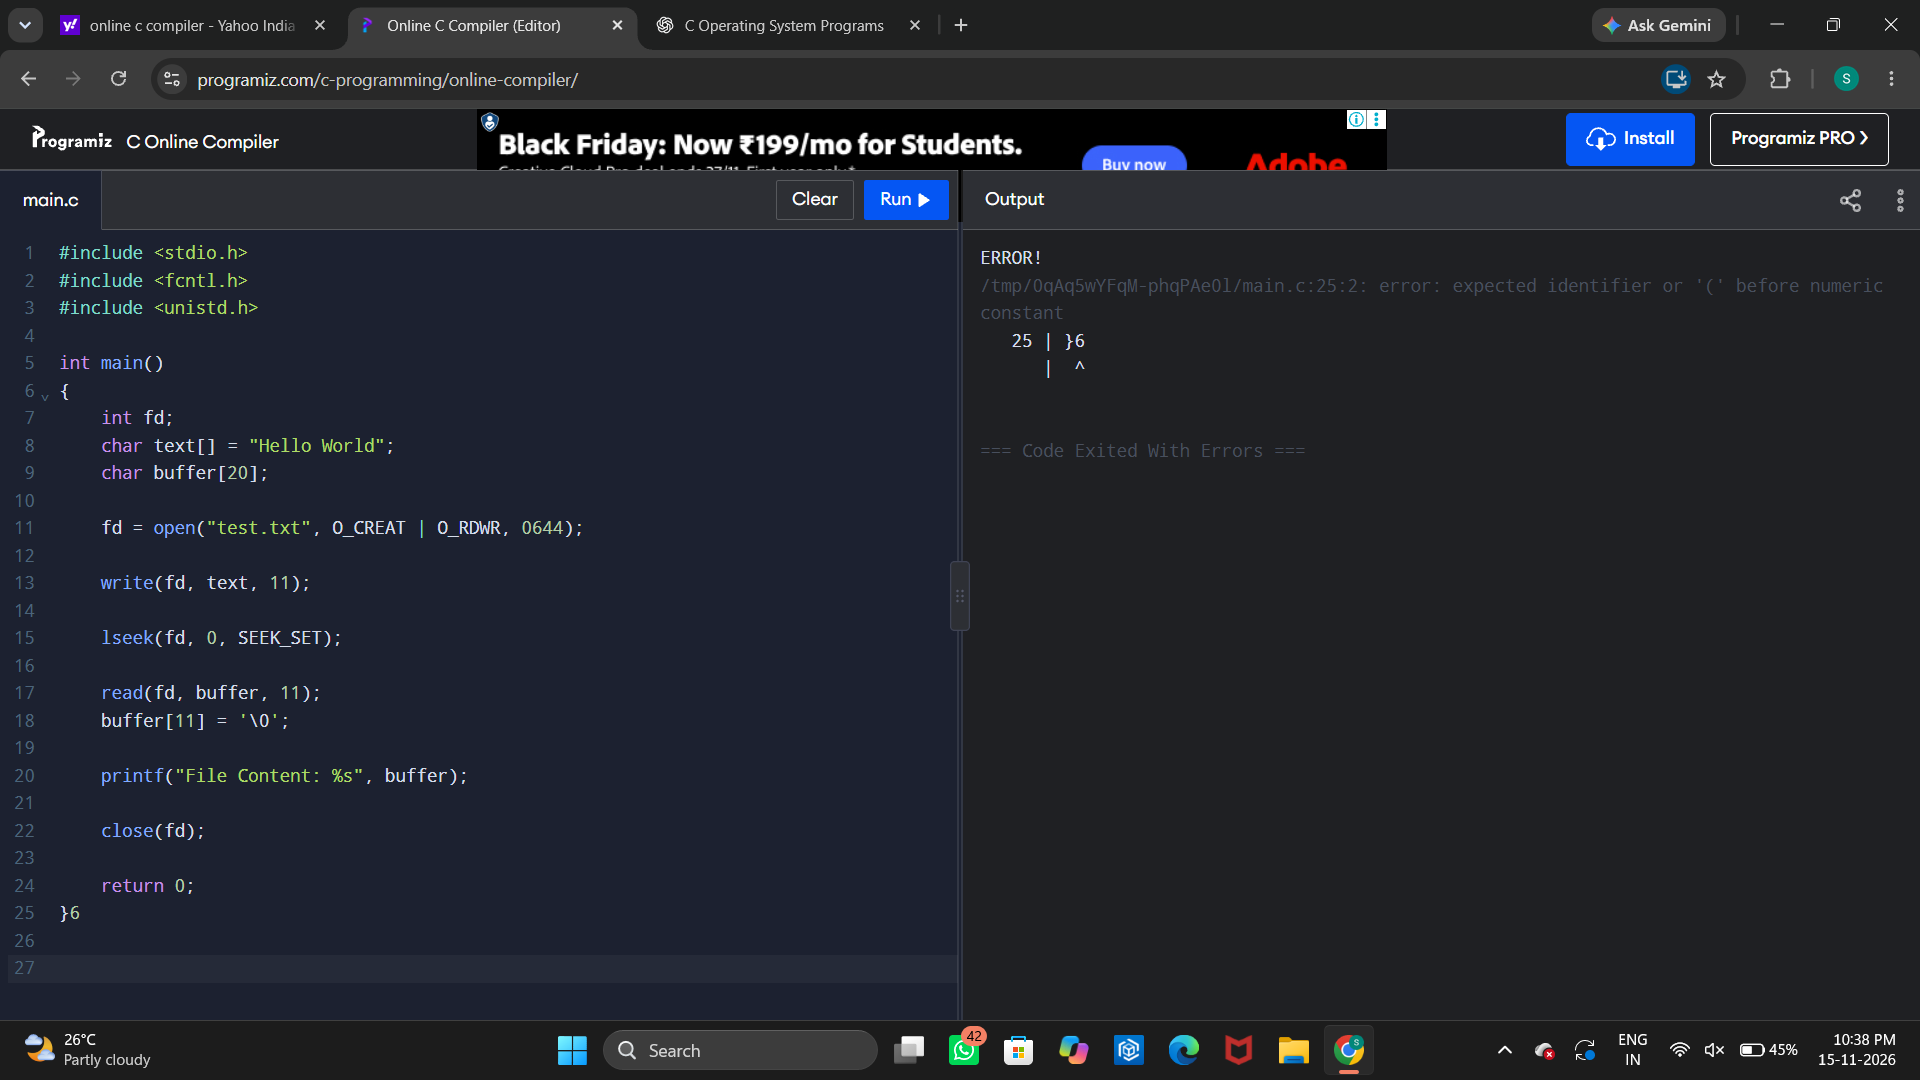 online c compiler - Yahoo India
Online C Compiler (Editor)
C Operating System Programs
Ask Gemini
programiz.com/c-programming/online-compiler/
S
Programiz C Online Compiler
Black Friday: Now ₹199/mo for Students.
Buy now
Adobe
Install
Programiz PRO
main.c
Clear
Run
Output
1 #include <stdio.h>
2 #include <fcntl.h>
3 #include <unistd.h>
4
5 int main()
6 {
7 int fd;
8 char text[] = "Hello World";
9 char buffer[20];
10
11 fd = open("test.txt", O_CREAT | O_RDWR, 0644);
12
13 write(fd, text, 11);
14
15 lseek(fd, 0, SEEK_SET);
16
17 read(fd, buffer, 11);
18 buffer[11] = '\0';
19
20 printf("File Content: %s", buffer);
21
22 close(fd);
23
24 return 0;
25 }6
26
27
ERROR!
/tmp/OqAq5wYFqM-phqPAeOl/main.c:25:2: error: expected identifier or '(' before numeric
constant
25 | }6
| ^
=== Code Exited With Errors ===
26°C
Partly cloudy
Search
42
S
ENG
IN
45%
10:38 PM
15-11-2026